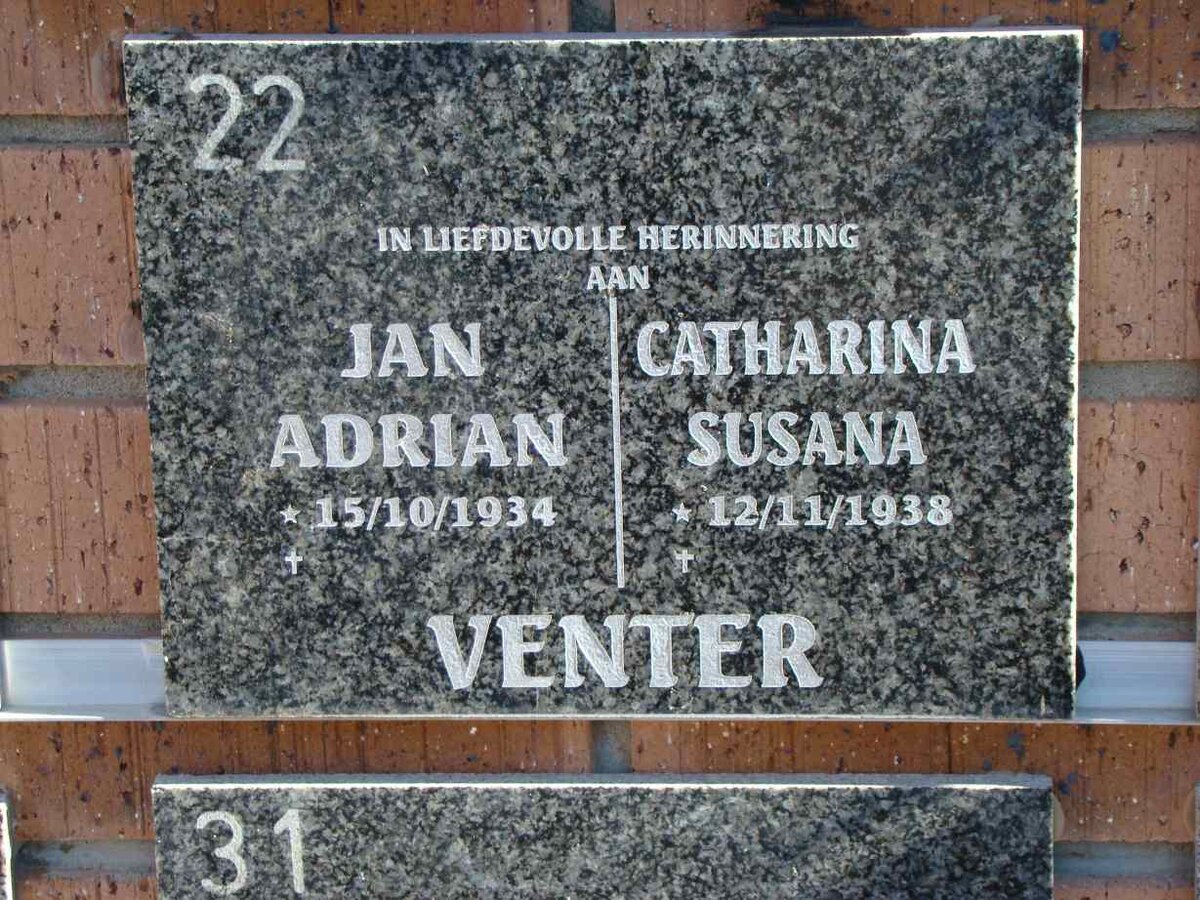 22
IN LIEFDEVOLLE HERINNERING
AAN
JAN
ADRIAN
★ 15/10/1934
✝
CATHARINA
SUSANA
★ 12/11/1938
✝
VENTER
31